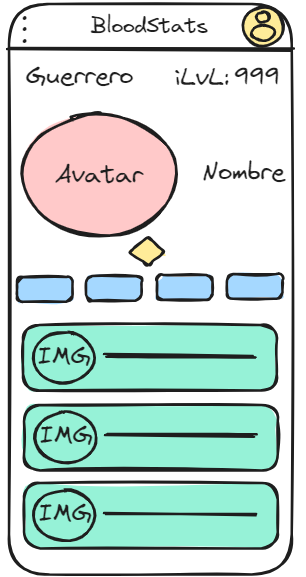 BloodStats
Guerrero iLvL: 999
Avatar
Nombre
IMG
IMG
IMG